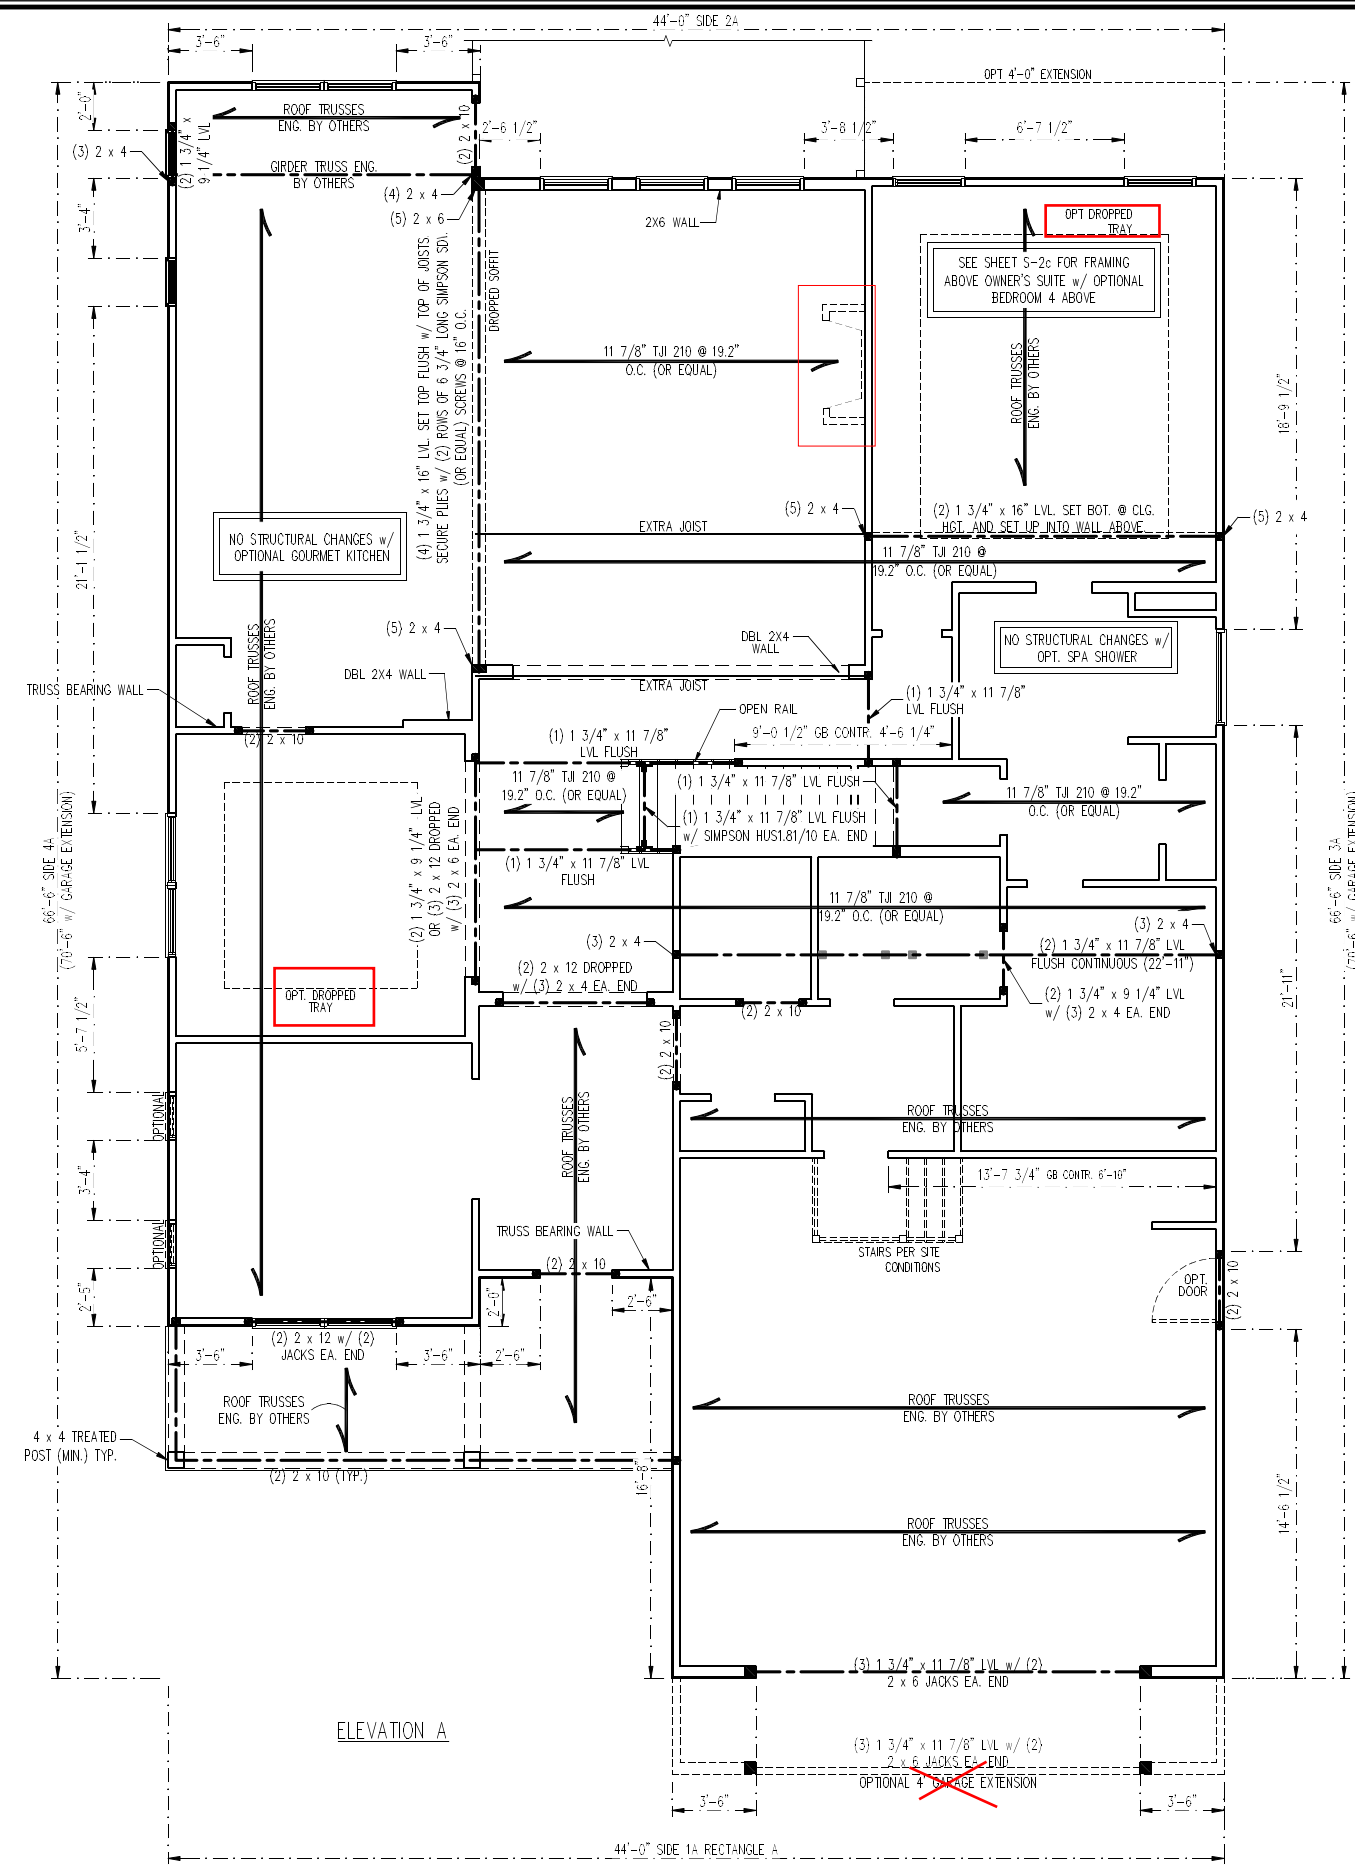 44'-0" SIDE 2A
3'-6"
3'-6"
OPT 4'-0" EXTENSION
2'-0"
ROOF TRUSSES
ENG. BY OTHERS
(2) 1 3/4" x
9 1/4" LVL
(2) 2 x 10
2'-6 1/2"
3'-8 1/2"
6'-7 1/2"
(3) 2 x 4
GIRDER TRUSS ENG.
BY OTHERS
(4) 2 x 4
(5) 2 x 6
3'-4"
2X6 WALL
OPT DROPPED
TRAY
SEE SHEET S-2c FOR FRAMING
ABOVE OWNER'S SUITE w/ OPTIONAL
BEDROOM 4 ABOVE
DROPPED SOFFIT
(4) 1 3/4" x 16" LVL. SET TOP FLUSH w/ TOP OF JOISTS.
SECURE PLIES w/ (2) ROWS OF 6 3/4" LONG SIMPSON SDW
(OR EQUAL) SCREWS @ 16" O.C.
11 7/8" TJI 210 @ 19.2"
O.C. (OR EQUAL)
ROOF TRUSSES
ENG. BY OTHERS
18'-9 1/2"
NO STRUCTURAL CHANGES w/
OPTIONAL GOURMET KITCHEN
21'-1 1/2"
(5) 2 x 4
(2) 1 3/4" x 16" LVL. SET BOT. @ CLG.
HGT. AND SET UP INTO WALL ABOVE
(5) 2 x 4
EXTRA JOIST
11 7/8" TJI 210 @
19.2" O.C. (OR EQUAL)
ROOF TRUSSES
ENG. BY OTHERS
(5) 2 x 4
DBL 2X4
WALL
NO STRUCTURAL CHANGES w/
OPT. SPA SHOWER
TRUSS BEARING WALL
DBL 2X4 WALL
EXTRA JOIST
(1) 1 3/4" x 11 7/8"
LVL FLUSH
OPEN RAIL
(2) 2 x 10
(1) 1 3/4" x 11 7/8"
LVL FLUSH
9'-0 1/2" GB CONTR. 4'-6 1/4"
11 7/8" TJI 210 @
19.2" O.C. (OR EQUAL)
(1) 1 3/4" x 11 7/8" LVL FLUSH
11 7/8" TJI 210 @ 19.2"
O.C. (OR EQUAL)
(1) 1 3/4" x 11 7/8" LVL FLUSH
w/ SIMPSON HUS1.81/10 EA. END
66'-6" SIDE 4A
(70'-6" w/ GARAGE EXTENSION)
(2) 1 3/4" x 9 1/4" LVL
OR (3) 2 x 12 DROPPED
w/ (3) 2 x 6 EA. END
66'-6" SIDE 3A
(70'-6" w/ GARAGE EXTENSION)
(1) 1 3/4" x 11 7/8" LVL
FLUSH
11 7/8" TJI 210 @
19.2" O.C. (OR EQUAL)
(3) 2 x 4
(3) 2 x 4
(2) 1 3/4" x 11 7/8" LVL
FLUSH CONTINUOUS (22'-11")
(2) 2 x 12 DROPPED
w/ (3) 2 x 4 EA. END
OPT. DROPPED
TRAY
(2) 1 3/4" x 9 1/4" LVL
w/ (3) 2 x 4 EA. END
21'-11"
(2) 2 x 10
5'-7 1/2"
(2) 2 x 10
OPTIONAL
ROOF TRUSSES
ENG. BY OTHERS
ROOF TRUSSES
ENG. BY OTHERS
3'-4"
13'-7 3/4" GB CONTR. 6'-10"
OPTIONAL
TRUSS BEARING WALL
STAIRS PER SITE
CONDITIONS
(2) 2 x 10
OPT.
DOOR
(2) 2 x 10
2'-5"
2'-0"
2'-6"
(2) 2 x 12 w/ (2)
JACKS EA. END
3'-6"
3'-6"
2'-6"
ROOF TRUSSES
ENG. BY OTHERS
ROOF TRUSSES
ENG. BY OTHERS
4 x 4 TREATED
POST (MIN.) TYP.
(2) 2 x 10 (TYP.)
16'-8"
14'-6 1/2"
ROOF TRUSSES
ENG. BY OTHERS
(3) 1 3/4" x 11 7/8" LVL w/ (2)
2 x 6 JACKS EA. END
ELEVATION A
(3) 1 3/4" x 11 7/8" LVL w/ (2)
2 x 6 JACKS EA. END
OPTIONAL 4' GARAGE EXTENSION
3'-6"
3'-6"
44'-0" SIDE 1A RECTANGLE A